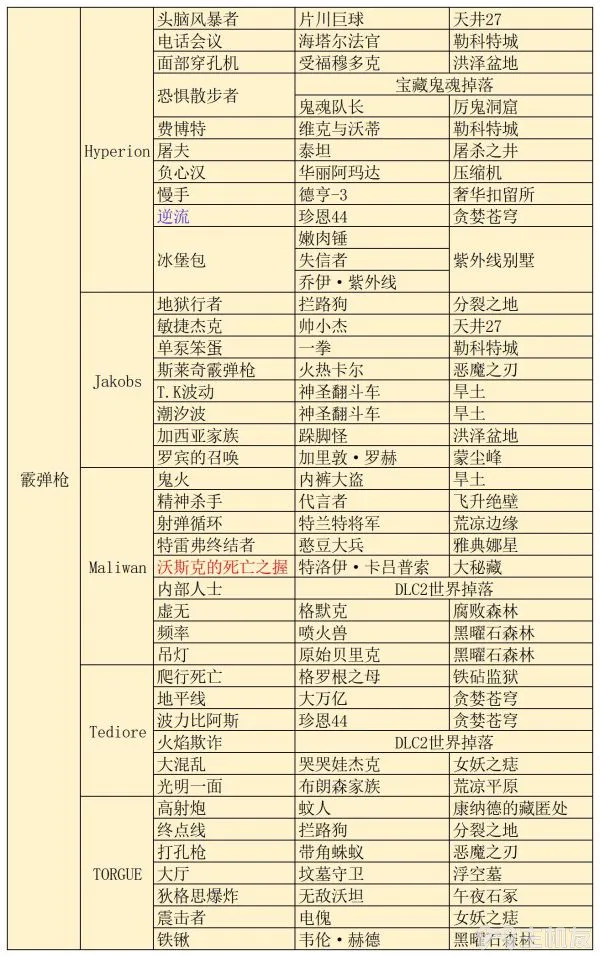 霰弹枪
Hyperion
头脑风暴者 片川巨球 天井27
电话会议 海塔尔法官 勒科特城
面部穿孔机 受福穆多克 洪泽盆地
恐惧散步者 宝藏鬼魂掉落
鬼魂队长 厉鬼洞窟
费博特 维克与沃蒂 勒科特城
屠夫 泰坦 屠杀之井
负心汉 华丽阿玛达 压缩机
慢手 德亨-3 奢华扣留所
逆流 珍恩44 贪婪苍穹
冰堡包 嫩肉锤 紫外线别墅
失信者
乔伊·紫外线
Jakobs
地狱行者 拦路狗 分裂之地
敏捷杰克 帅小杰 天井27
单泵笨蛋 一拳 勒科特城
斯莱奇霰弹枪 火热卡尔 恶魔之刃
T.K波动 神圣翻斗车 旱土
潮汐波 神圣翻斗车 旱土
加西亚家族 跺脚怪 洪泽盆地
罗宾的召唤 加里敦·罗赫 蒙尘峰
Maliwan
鬼火 内裤大盗 旱土
精神杀手 代言者 飞升绝壁
射弹循环 特兰特将军 荒凉边缘
特雷弗终结者 憨豆大兵 雅典娜星
沃斯克的死亡之握 特洛伊·卡吕普索 大秘藏
内部人士 DLC2世界掉落
虚无 格默克 腐败森林
频率 喷火兽 黑曜石森林
吊灯 原始贝里克 黑曜石森林
Tediore
爬行死亡 格罗根之母 铁砧监狱
地平线 大万亿 贪婪苍穹
波力比阿斯 珍恩44 贪婪苍穹
火焰欺诈 DLC2世界掉落
大混乱 哭哭娃杰克 女妖之痣
光明一面 布朗森家族 荒凉平原
TORGUE
高射炮 蚊人 康纳德的藏匿处
终点线 拦路狗 分裂之地
打孔枪 带角蛛蚁 恶魔之刃
大厅 坟墓守卫 浮空墓
狄格思爆炸 无敌沃坦 午夜石冢
震击者 电傀 女妖之痣
铁锹 韦伦·赫德 黑曜石森林